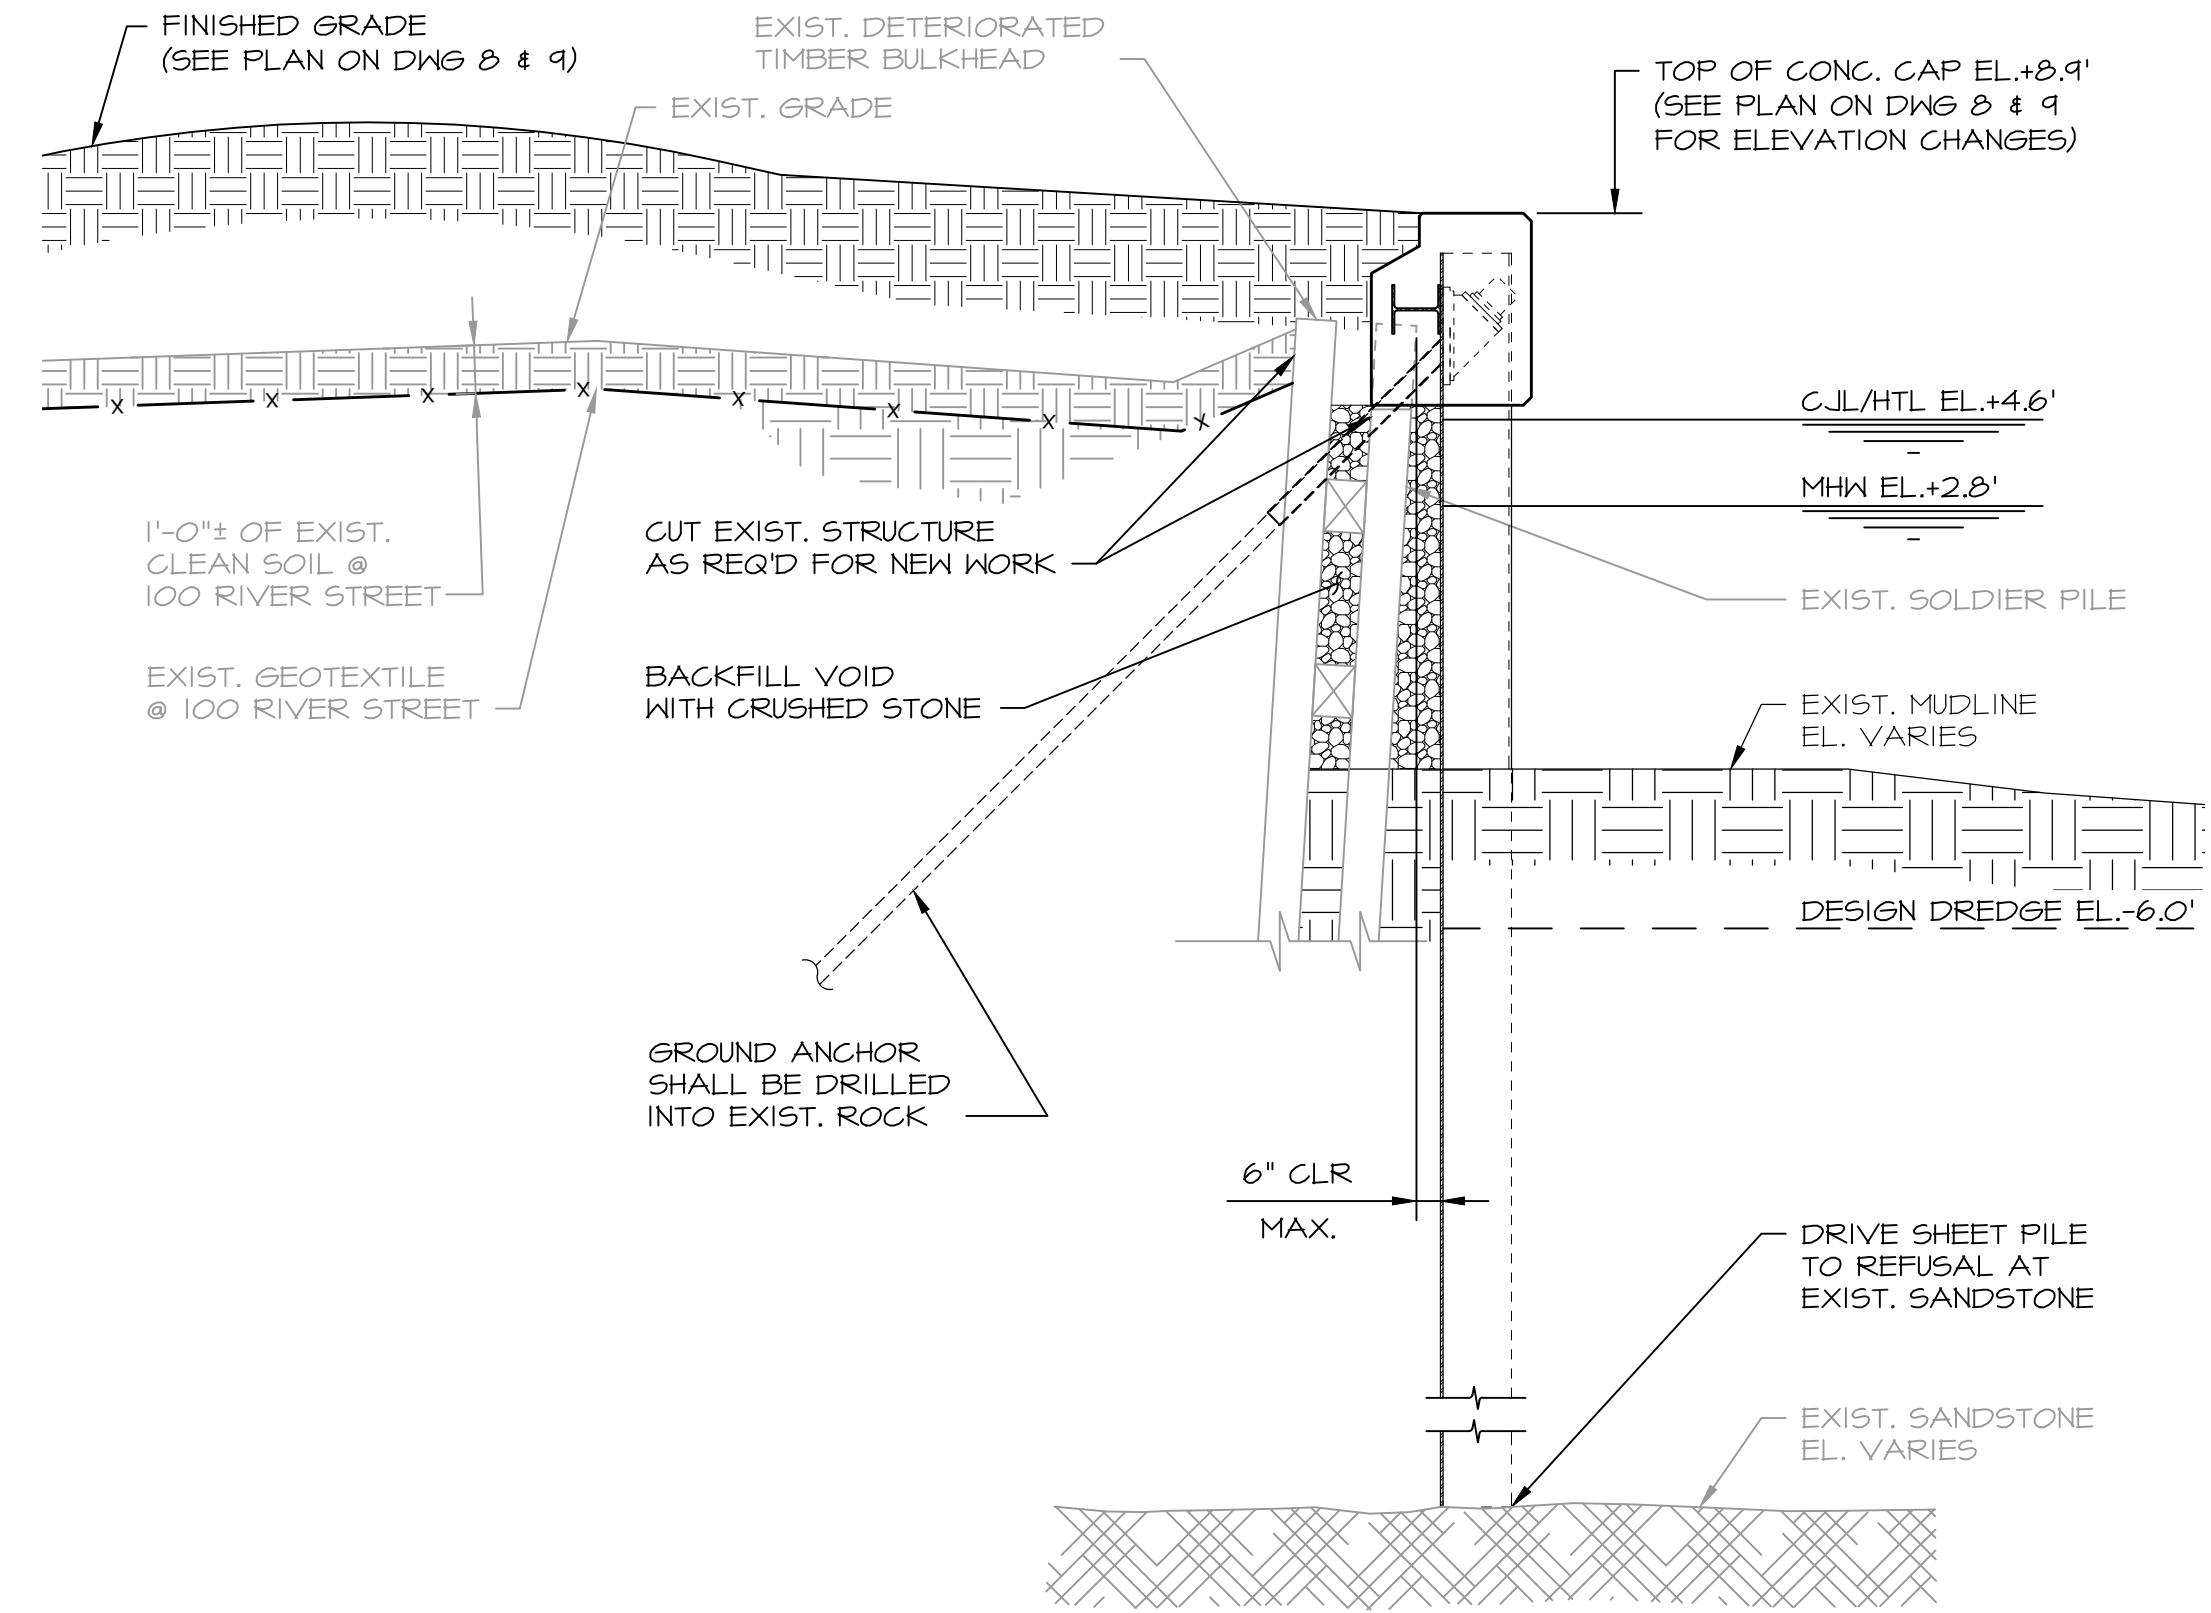 FINISHED GRADE
(SEE PLAN ON DWG 8 & 9)
EXIST. DETERIORATED
TIMBER BULKHEAD
EXIST. GRADE
TOP OF CONC. CAP EL.+8.9'
(SEE PLAN ON DWG 8 & 9
FOR ELEVATION CHANGES)
X X X X X X X X
CJL/HTL EL.+4.6'
MHW EL.+2.8'
1'-0"± OF EXIST.
CLEAN SOIL @
100 RIVER STREET
CUT EXIST. STRUCTURE
AS REQ'D FOR NEW WORK
EXIST. SOLDIER PILE
EXIST. GEOTEXTILE
@ 100 RIVER STREET
BACKFILL VOID
WITH CRUSHED STONE
EXIST. MUDLINE
EL. VARIES
DESIGN DREDGE EL.-6.0'
GROUND ANCHOR
SHALL BE DRILLED
INTO EXIST. ROCK
6" CLR
MAX.
DRIVE SHEET PILE
TO REFUSAL AT
EXIST. SANDSTONE
EXIST. SANDSTONE
EL. VARIES